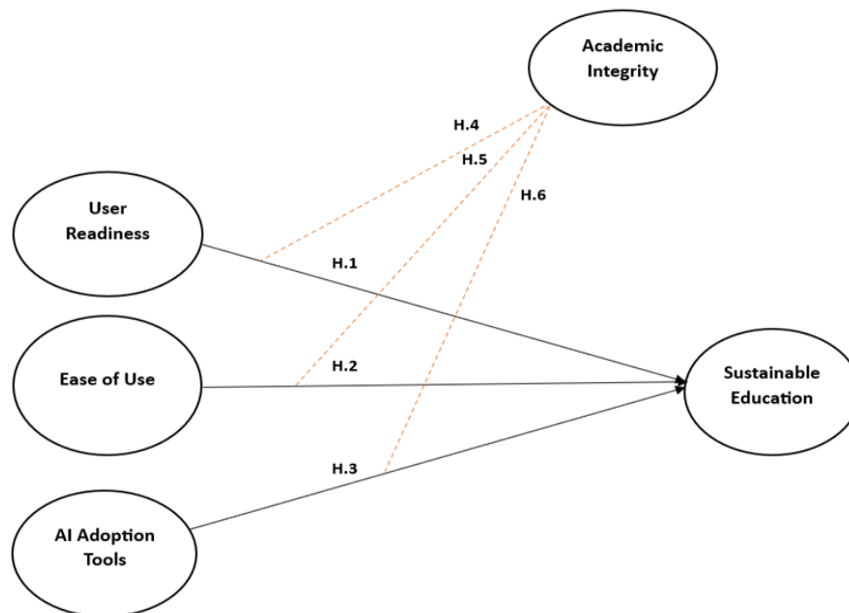 Academic
Integrity
H.4
H.5
H.6
User
Readiness
H.1
Ease of Use
H.2
Sustainable
Education
H.3
AI Adoption
Tools